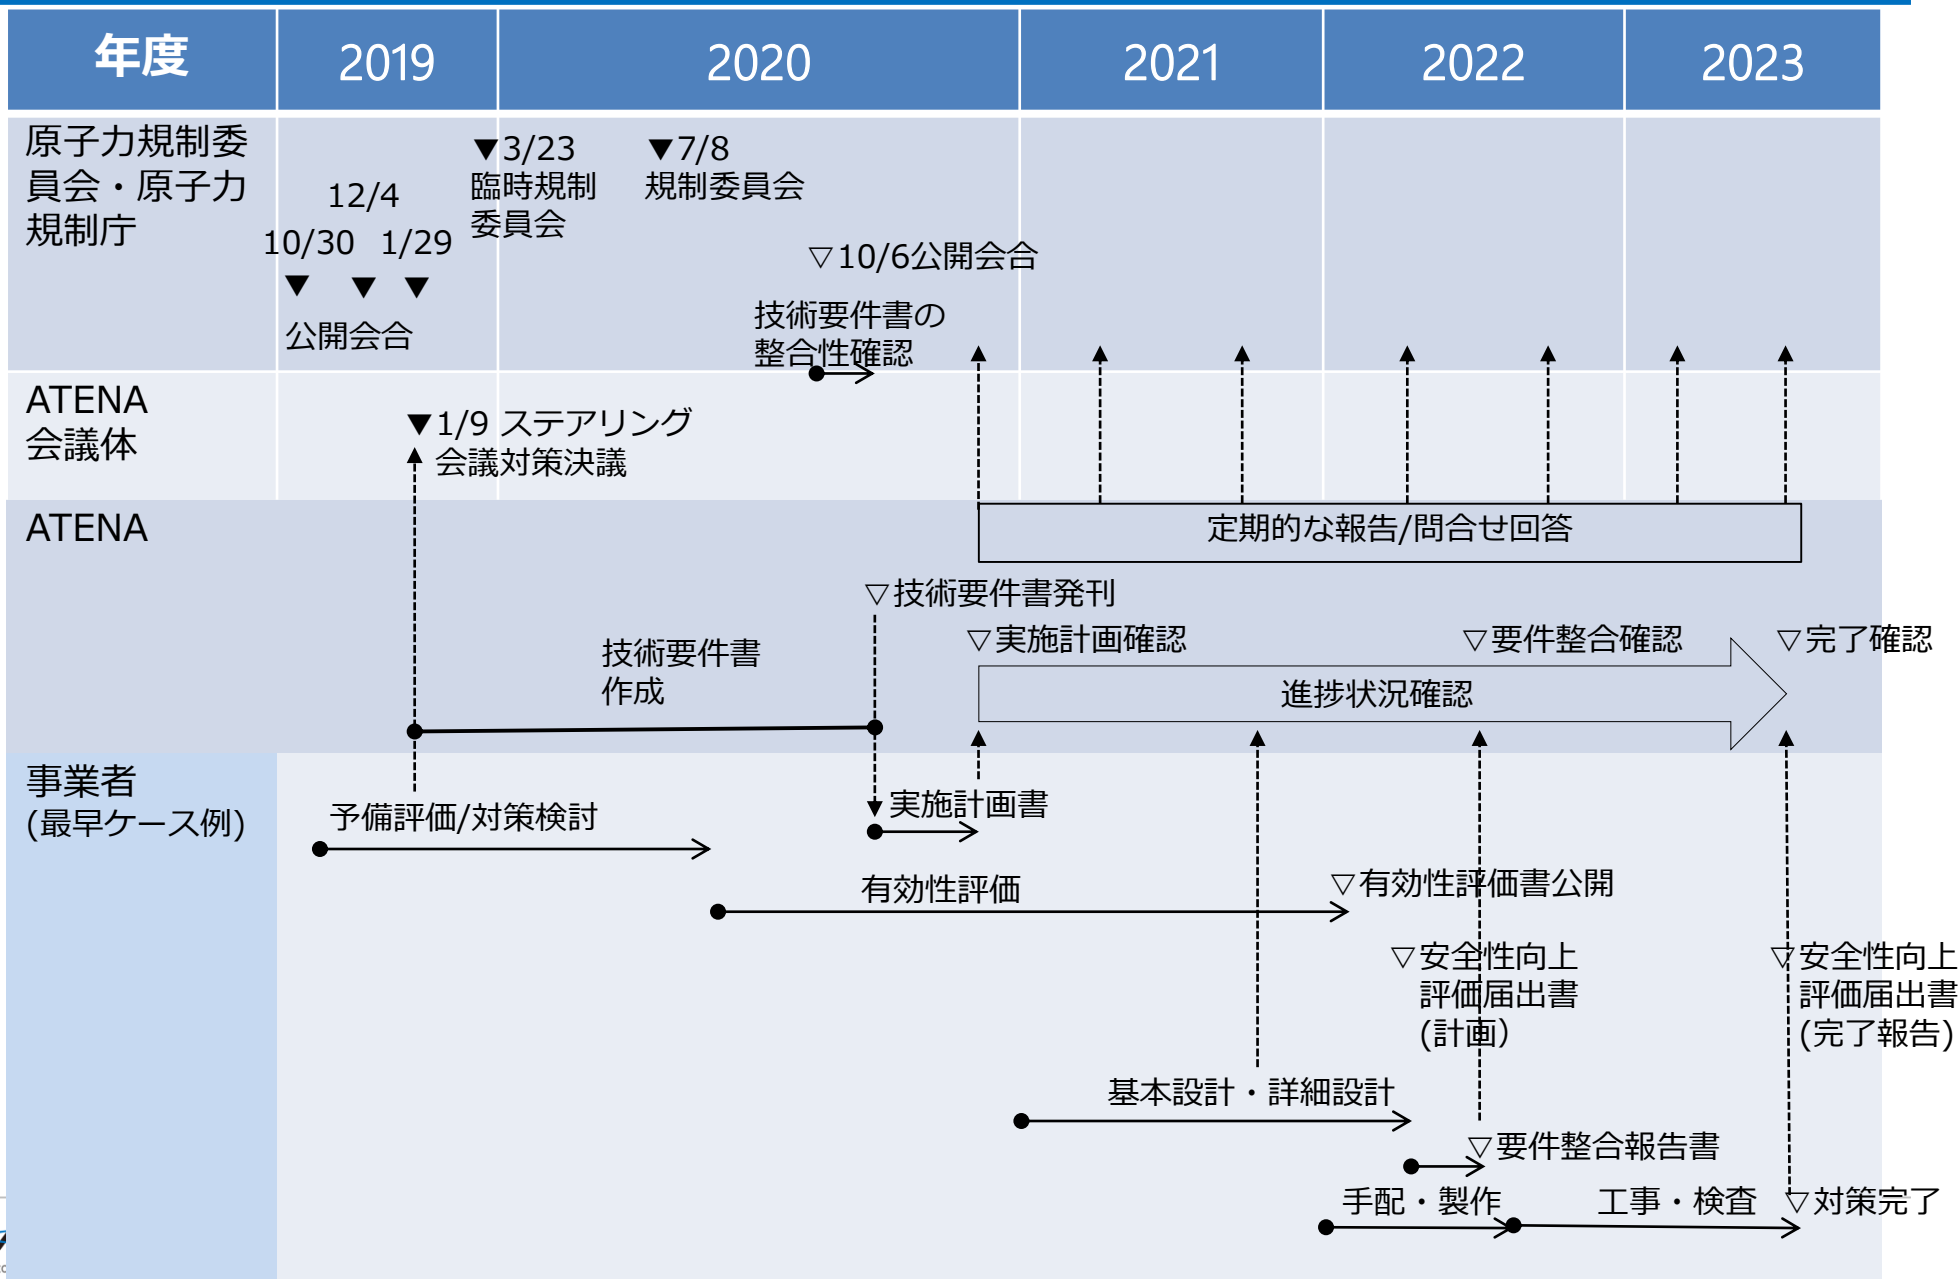 年度
2019
2020
2021
2022
2023
原子力規制委
員会・原子力
規制庁
▼3/23
臨時規制
委員会
▼7/8
規制委員会
12/4
10/30
1/29
▼
▼
▼
公開会合
▽10/6公開会合
技術要件書の
整合性確認
ATENA
会議体
▼1/9 ステアリング
会議対策決議
ATENA
定期的な報告/問合せ回答
▽技術要件書発刊
▽実施計画確認
▽要件整合確認
▽完了確認
技術要件書
作成
進捗状況確認
事業者
(最早ケース例)
予備評価/対策検討
実施計画書
有効性評価
▽有効性評価書公開
▽安全性向上
評価届出書
(計画）
▽安全性向上
評価届出書
(完了報告)
基本設計・詳細設計
▽要件整合報告書
手配・製作
工事・検査
▽対策完了